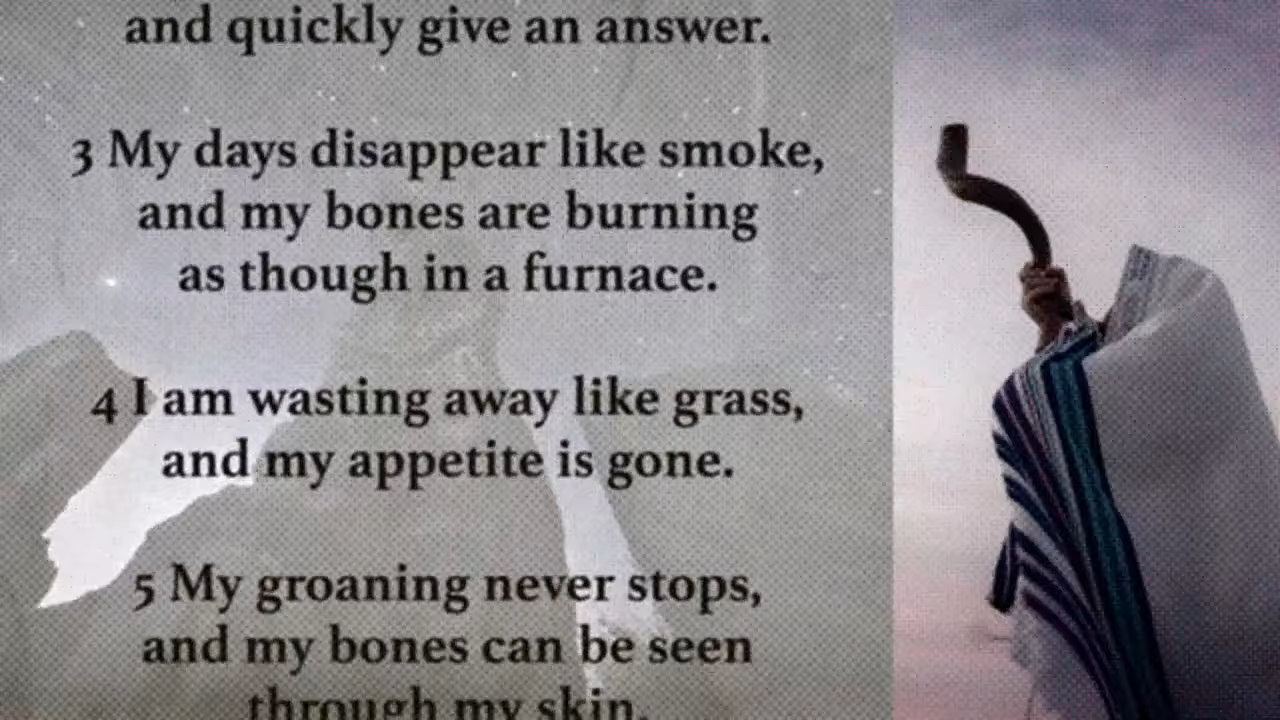 and quickly give an answer.
3 My days disappear like smoke,
and my bones are burning
as though in a furnace.
4 I am wasting away like grass,
and my appetite is gone.
5 My groaning never stops,
and my bones can be seen
through my skin.